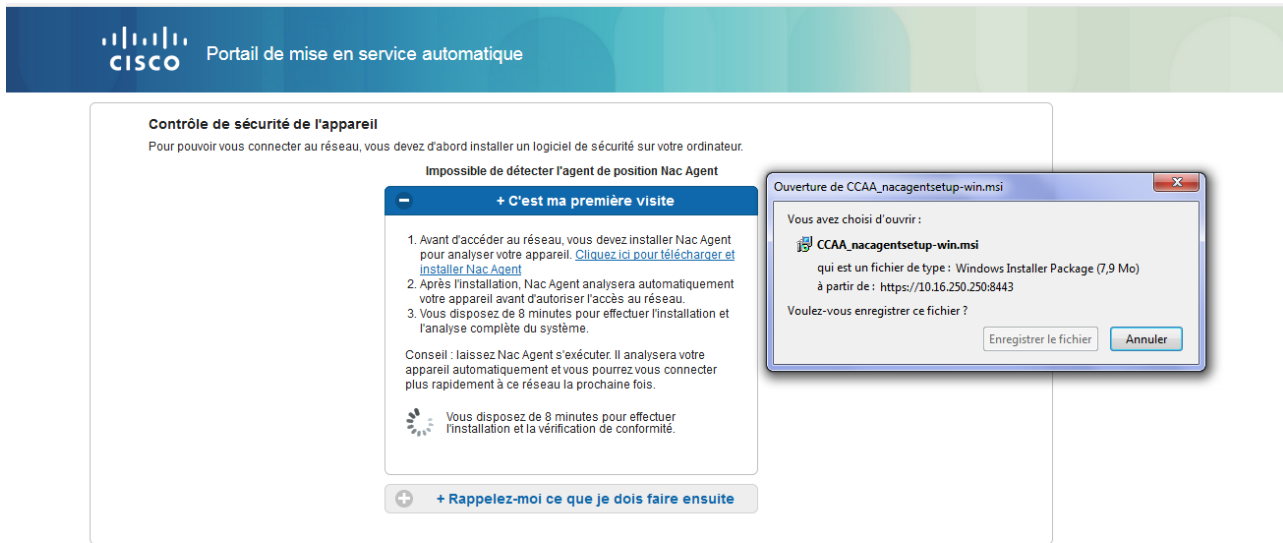 CISCO
Portail de mise en service automatique
Contrôle de sécurité de l'appareil
Pour pouvoir vous connecter au réseau, vous devez d'abord installer un logiciel de sécurité sur votre ordinateur.
Impossible de détecter l'agent de position Nac Agent
+ C'est ma première visite
1. Avant d'accéder au réseau, vous devez installer Nac Agent
pour analyser votre appareil. Cliquez ici pour télécharger et
installer Nac Agent
2. Après l'installation, Nac Agent analysera automatiquement
votre appareil avant d'autoriser l'accès au réseau.
3. Vous disposez de 8 minutes pour effectuer l'installation et
l'analyse complète du système.
Conseil : laissez Nac Agent s'exécuter. Il analysera votre
appareil automatiquement et vous pourrez vous connecter
plus rapidement à ce réseau la prochaine fois.
Vous disposez de 8 minutes pour effectuer
l'installation et la vérification de conformité.
+ Rappelez-moi ce que je dois faire ensuite
Ouverture de CCAA_nacagentsetup-win.msi
Vous avez choisi d'ouvrir :
CCAA_nacagentsetup-win.msi
qui est un fichier de type : Windows Installer Package (7,9 Mo)
à partir de : https://10.16.250.250:8443
Voulez-vous enregistrer ce fichier ?
Enregistrer le fichier
Annuler